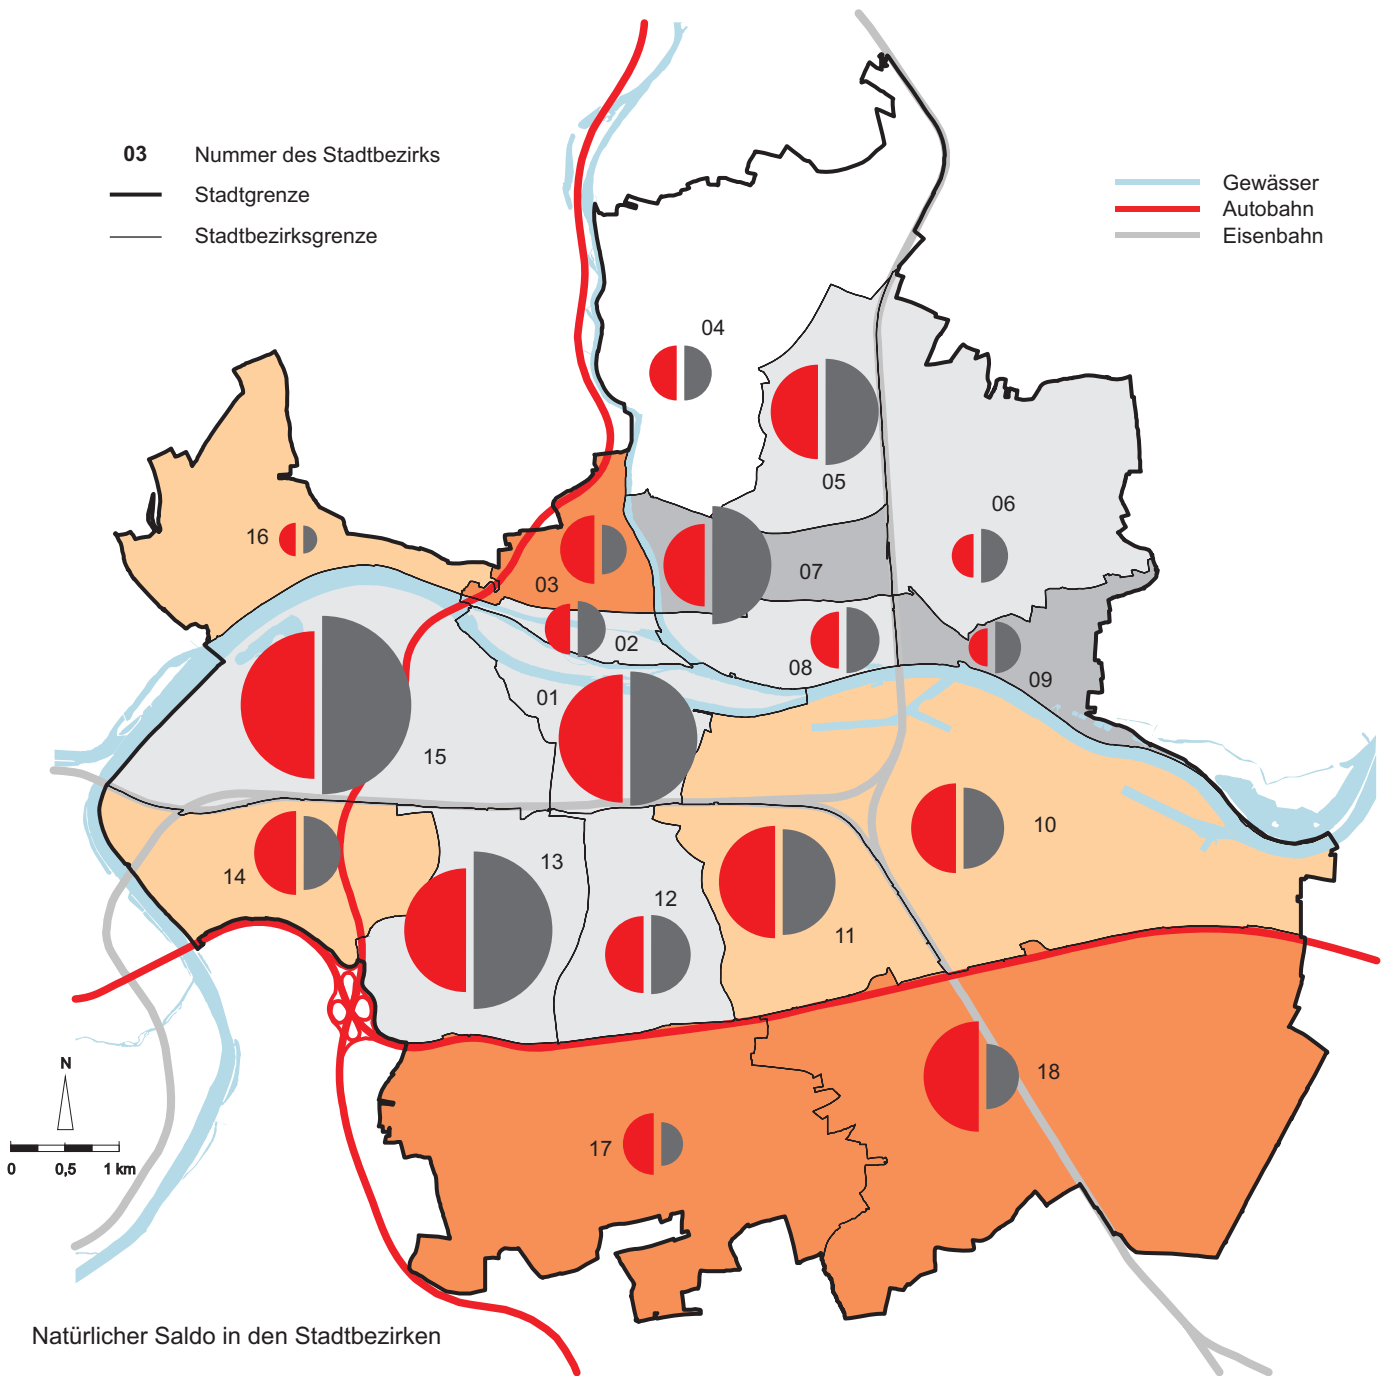 03 Nummer des Stadtbezirks
Stadtgrenze
Stadtbezirksgrenze
Gewässer
Autobahn
Eisenbahn
04
05
06
16
07
03
02
08
09
01
15
10
13
14
12
11
18
17
N
0 0,5 1 km
Natürlicher Saldo in den Stadtbezirken